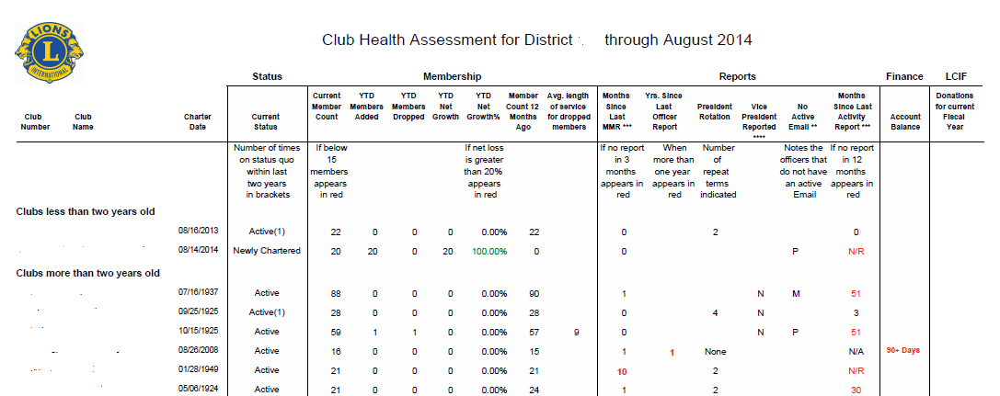 LIONS
L
INTERNATIONAL
Club Health Assessment for District through August 2014
Status Membership Reports Finance LCIF
Club Number
Club Name
Charter Date
Current Status
Current Member Count
YTD Members Added
YTD Members Dropped
YTD Net Growth
YTD Net Growth%
Member Count 12 Months Ago
Avg. length of service for dropped members
Months Since Last MMR ***
Yrs. Since Last Officer Report
President Rotation
Vice President Reported ****
No Active Email **
Months Since Last Activity Report ***
Account Balance
Donations for current Fiscal Year
Number of times on status quo within last two years in brackets
If below 15 members appears in red
If net loss is greater than 20% appears in red
If no report in 3 months appears in red
When more than one year appears in red
Number of repeat terms indicated
Notes the officers that do not have an active Email
If no report in 12 months appears in red
Clubs less than two years old
08/16/2013 Active(1) 22 0 0 0 0.00% 22 0 2 0
08/14/2014 Newly Chartered 20 20 0 20 100.00% 0 0 P N/R
Clubs more than two years old
07/16/1937 Active 88 0 0 0 0.00% 90 1 N M 51
09/25/1925 Active(1) 28 0 0 0 0.00% 28 0 4 N 3
10/15/1925 Active 59 1 1 0 0.00% 57 9 0 N P 51
08/26/2008 Active 16 0 0 0 0.00% 15 1 1 None N/A 90+ Days
01/28/1949 Active 21 0 0 0 0.00% 21 10 2 N/R
05/06/1924 Active 21 0 0 0 0.00% 24 1 2 30